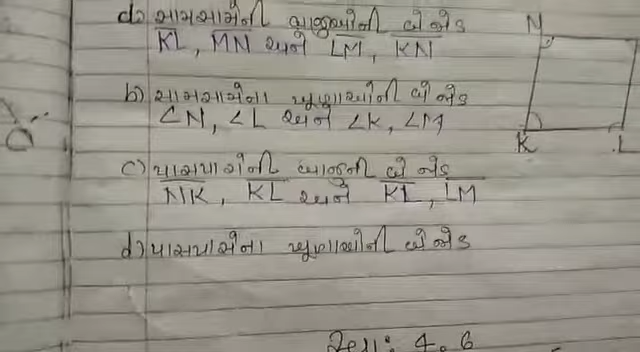 a) સામસામેની બાજુઓની બે જોડ
KL, MN અને LM, KN
b) સામસામેના ખૂણાઓની બે જોડ
∠N, ∠L અને ∠K, ∠M
c) પાસપાસેની બાજુની બે જોડ
NK, KL અને KL, LM
d) પાસપાસેના ખૂણાઓની બે જોડ
N
K L
4.6